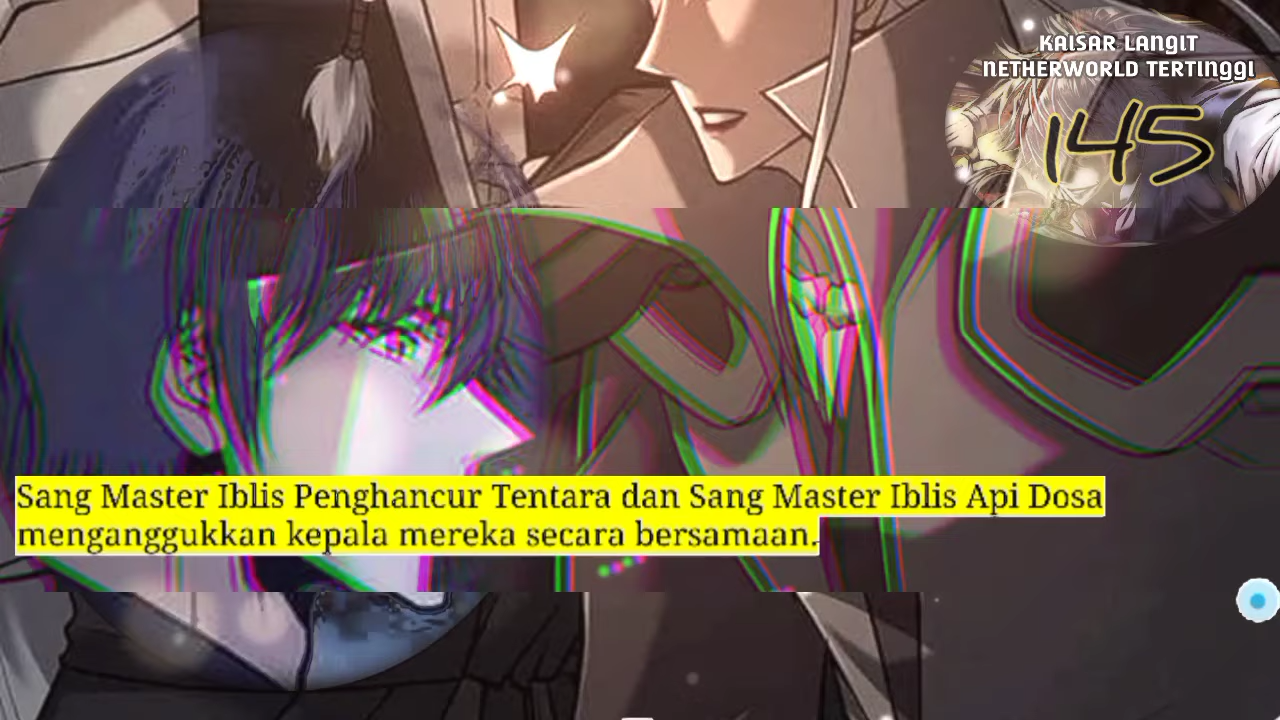 KAISAR LANGIT
NETHERWORLD TERTINGGI
145
Sang Master Iblis Penghancur Tentara dan Sang Master Iblis Api Dosa
menganggukkan kepala mereka secara bersamaan.